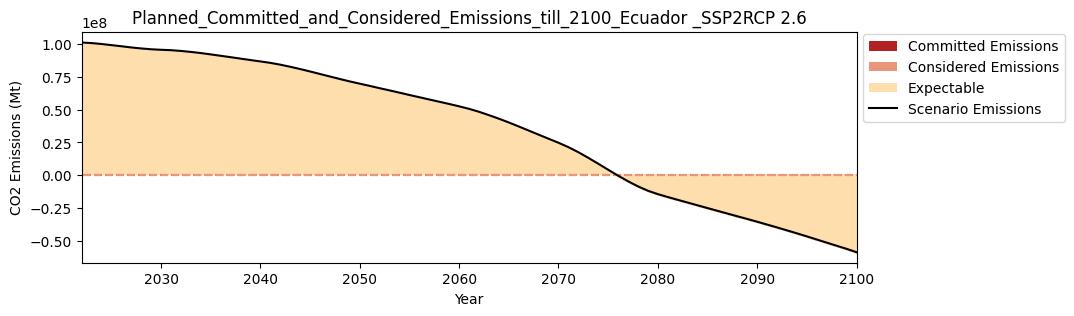 Planned_Committed_and_Considered_Emissions_till_2100_Ecuador _SSP2RCP 2.6
1e8
1.00
0.75
0.50
0.25
0.00
−0.25
−0.50
CO2 Emissions (Mt)
2030 2040 2050 2060 2070 2080 2090 2100
Year
Committed Emissions
Considered Emissions
Expectable
Scenario Emissions